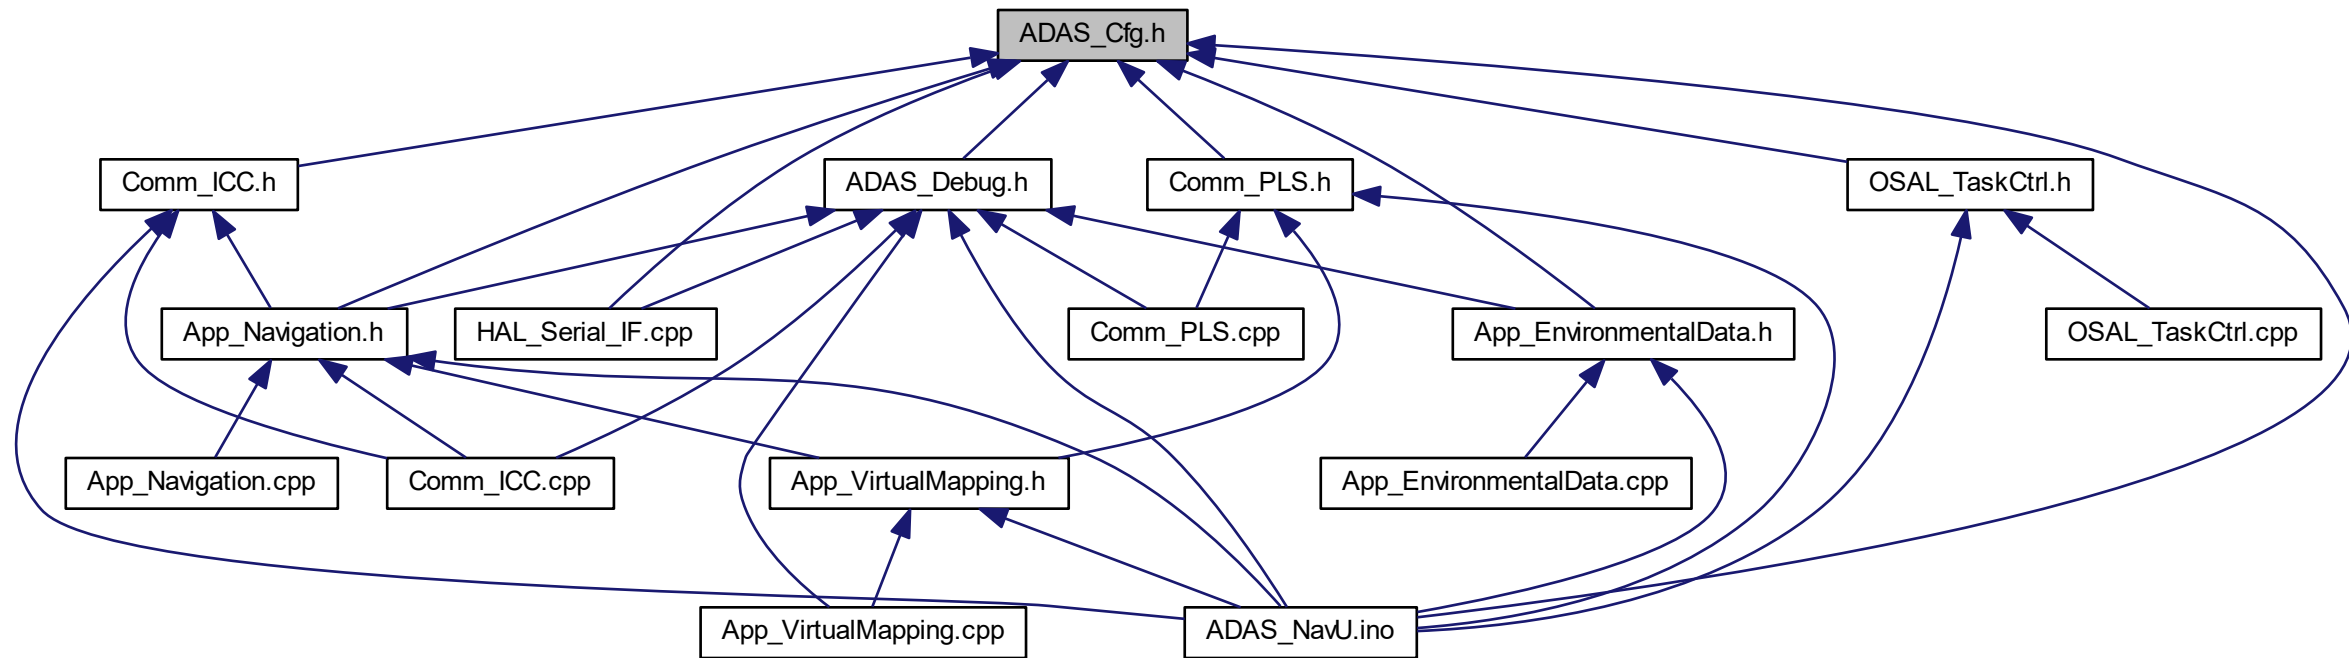 ADAS_Cfg.h
Comm_ICC.h
ADAS_Debug.h
Comm_PLS.h
OSAL_TaskCtrl.h
App_Navigation.h
HAL_Serial_IF.cpp
Comm_PLS.cpp
App_EnvironmentalData.h
OSAL_TaskCtrl.cpp
App_Navigation.cpp
Comm_ICC.cpp
App_VirtualMapping.h
App_EnvironmentalData.cpp
App_VirtualMapping.cpp
ADAS_NavU.ino